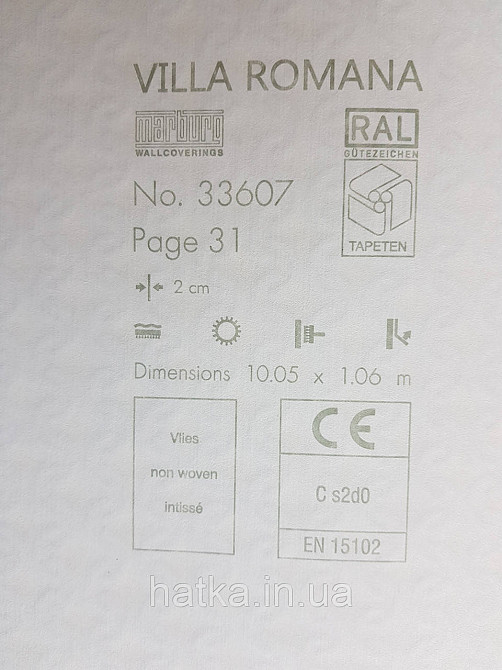 VILLA ROMANA
marburg
WALLCOVERINGS
RAL
GÜTEZEICHEN
TAPETEN
No. 33607
Page 31
2 cm
Dimensions 10.05 x 1.06 m
Vlies
non woven
intissé
CE
C s2d0
EN 15102
hatka.in.ua